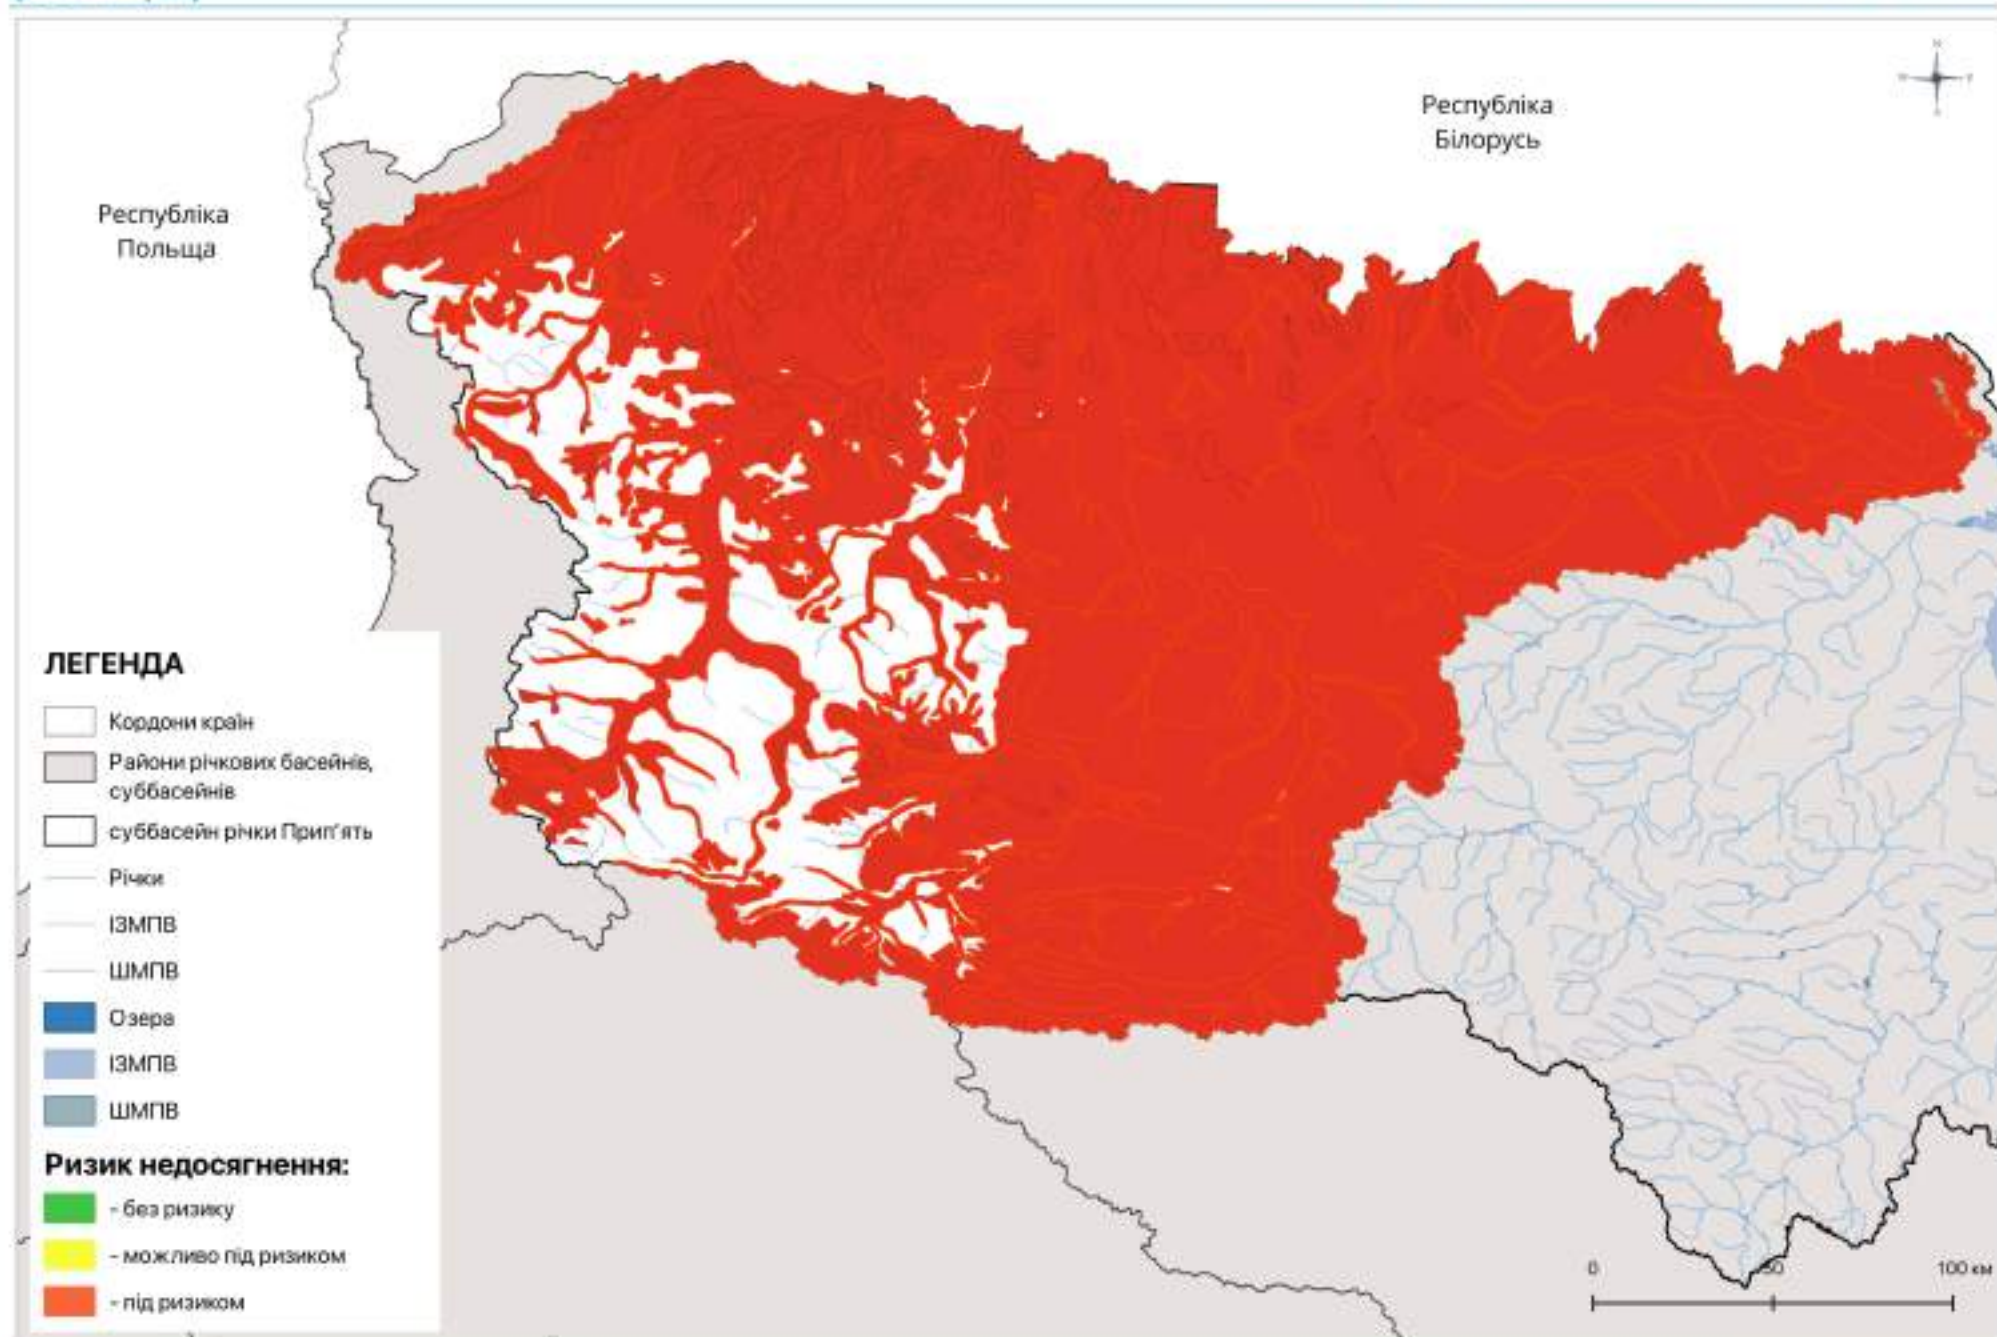 Республіка
Білорусь
Республіка
Польща
ЛЕГЕНДА
Кордони країн
Райони річкових басейнів,
суббасейнів
суббасейн річки Прип'ять
Річки
ІЗМПВ
ШМПВ
Озера
ІЗМПВ
ШМПВ
Ризик недосягнення:
- без ризику
- можливо під ризиком
- під ризиком
0 50 100 км